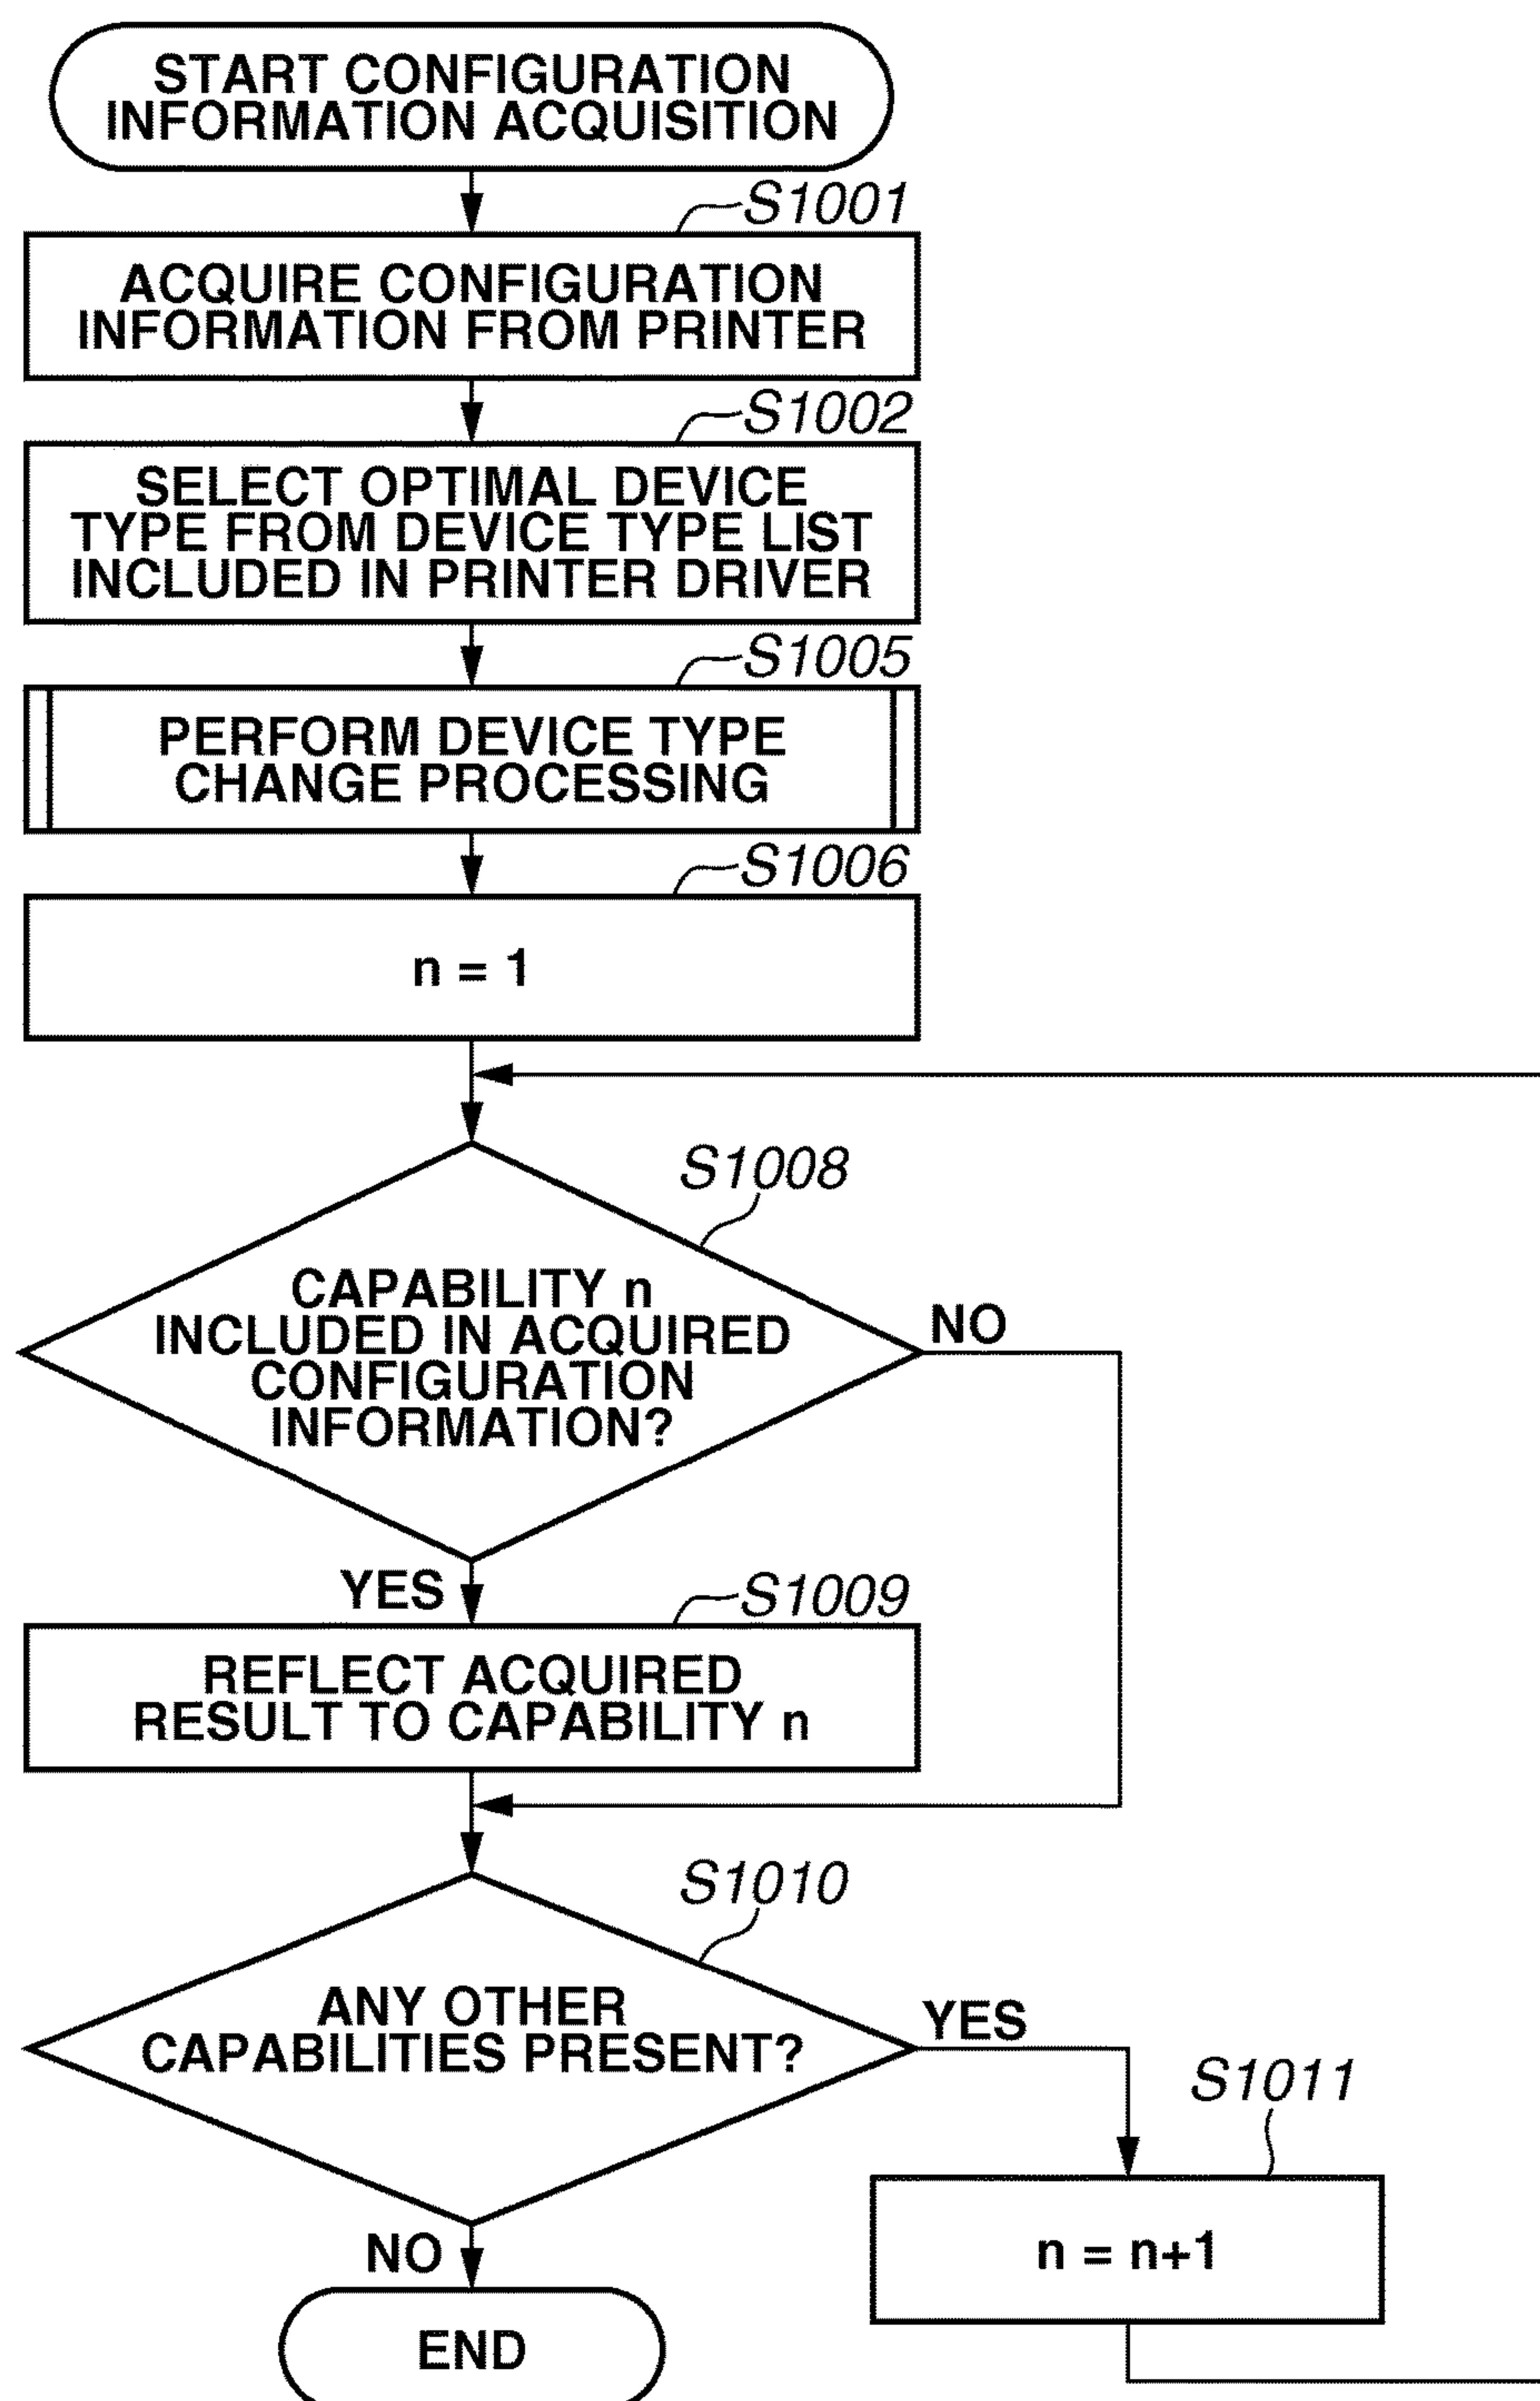 START CONFIGURATION
INFORMATION ACQUISITION
S1001
ACQUIRE CONFIGURATION
INFORMATION FROM PRINTER
S1002
SELECT OPTIMAL DEVICE
TYPE FROM DEVICE TYPE LIST
INCLUDED IN PRINTER DRIVER
S1005
PERFORM DEVICE TYPE
CHANGE PROCESSING
S1006
n = 1
S1008
CAPABILITY n
INCLUDED IN ACQUIRED
CONFIGURATION
INFORMATION?
NO
YES
S1009
REFLECT ACQUIRED
RESULT TO CAPABILITY n
S1010
ANY OTHER
CAPABILITIES PRESENT?
YES
S1011
n = n+1
NO
END